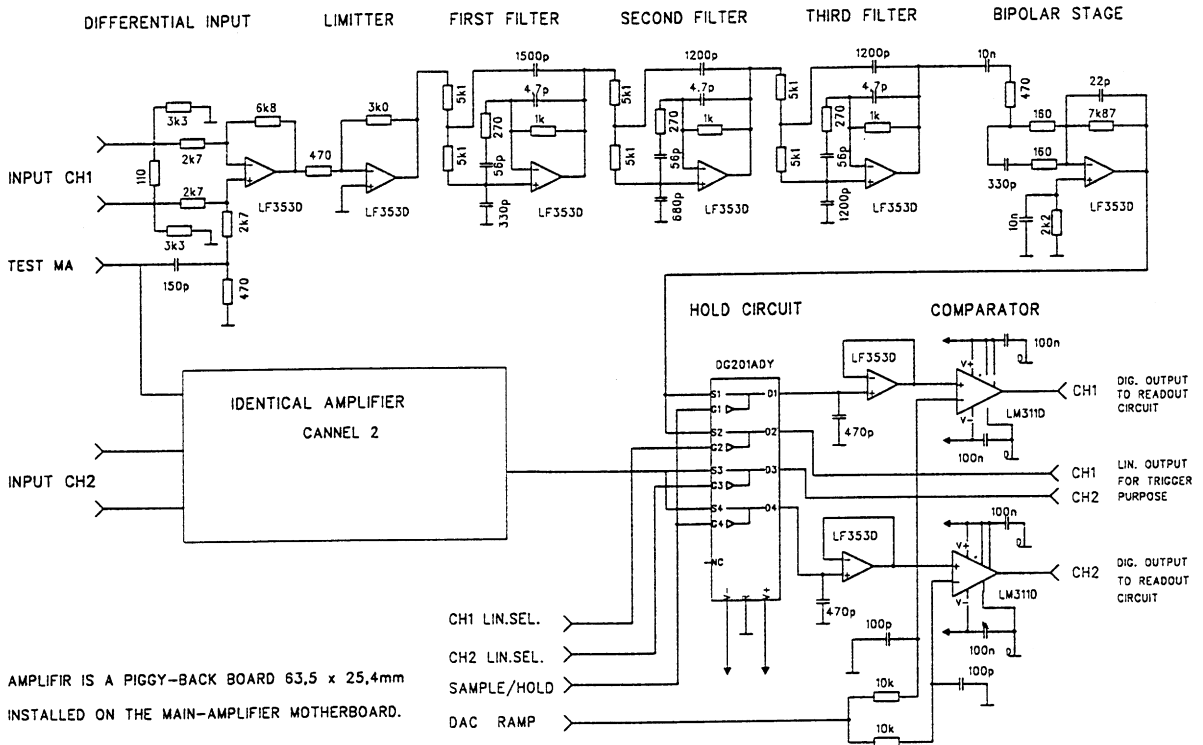 DIFFERENTIAL INPUT LIMITTER FIRST FILTER SECOND FILTER THIRD FILTER BIPOLAR STAGE
1500p 1200p 1200p 10n
6k8 3k0 5k1 4.7p 5k1 4.7p 5k1 4.7p 470 22p
3k3 270 1k 270 1k 270 1k 160 7k87
2k7 470 5k1 56p 5k1 56p 5k1 56p 160
INPUT CH1 110 LF353D LF353D 330p LF353D 680p LF353D 1200p LF353D 330p LF353D
2k7 2k7 10n 2k2
3k3
TEST MA
150p 470
HOLD CIRCUIT COMPARATOR
DG201ADY LF353D 100n
IDENTICAL AMPLIFIER
CANNEL 2
S1 D1 V+ CH1 DIG. OUTPUT
TO READOUT
CIRCUIT
G1 470p V- LM311D
S2 D2 100n
G2 CH1 LIN. OUTPUT
FOR TRIGGER
PURPOSE
INPUT CH2 S3 D3 CH2
G3
S4 D4 LF353D 100n
G4 V+
NC CH2 DIG. OUTPUT
TO READOUT
CIRCUIT
V- V+ 470p V- LM311D
CH1 LIN.SEL. 100p 100n
CH2 LIN.SEL. 100p
AMPLIFIR IS A PIGGY-BACK BOARD 63,5 x 25,4mm
INSTALLED ON THE MAIN-AMPLIFIER MOTHERBOARD.
SAMPLE/HOLD 10k
DAC RAMP 10k